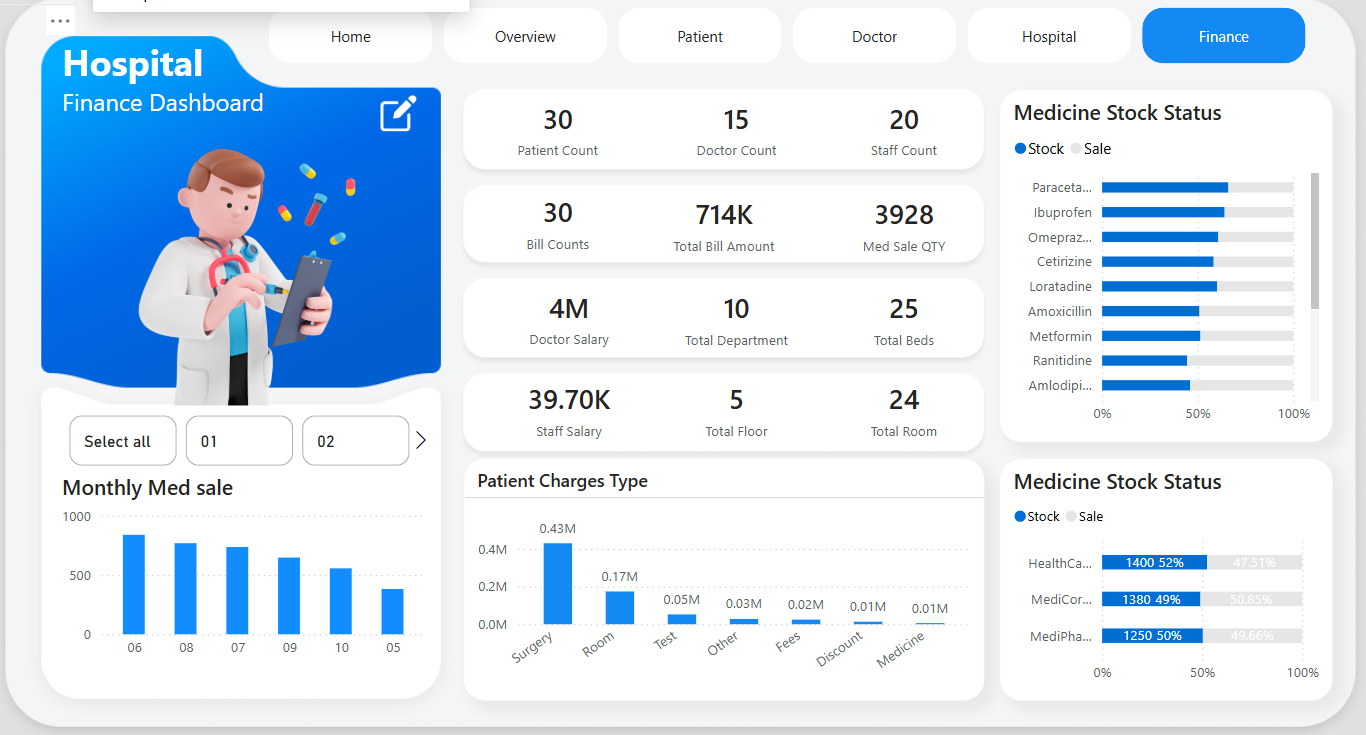 ...
Home
Overview
Patient
Doctor
Hospital
Finance
Hospital
Finance Dashboard
Select all
01
02
Monthly Med sale
1000
500
0
06 08 07 09 10 05
30 15 20
Patient Count Doctor Count Staff Count
30 714K 3928
Bill Counts Total Bill Amount Med Sale QTY
4M 10 25
Doctor Salary Total Department Total Beds
39.70K 5 24
Staff Salary Total Floor Total Room
Patient Charges Type
0.4M
0.2M
0.0M
0.43M
0.17M
0.05M
0.03M
0.02M
0.01M
0.01M
Surgery
Room
Test
Other
Fees
Discount
Medicine
Medicine Stock Status
Stock Sale
Paraceta...
Ibuprofen
Omepraz...
Cetirizine
Loratadine
Amoxicillin
Metformin
Ranitidine
Amlodipi...
0% 50% 100%
Medicine Stock Status
Stock Sale
HealthCa... 1400 52% 47.51%
MediCor... 1380 49% 50.85%
MediPha... 1250 50% 49.66%
0% 50% 100%